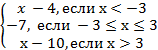 x − 4, если x < −3
−7, если − 3 ≤ x ≤ 3
x − 10, если x > 3